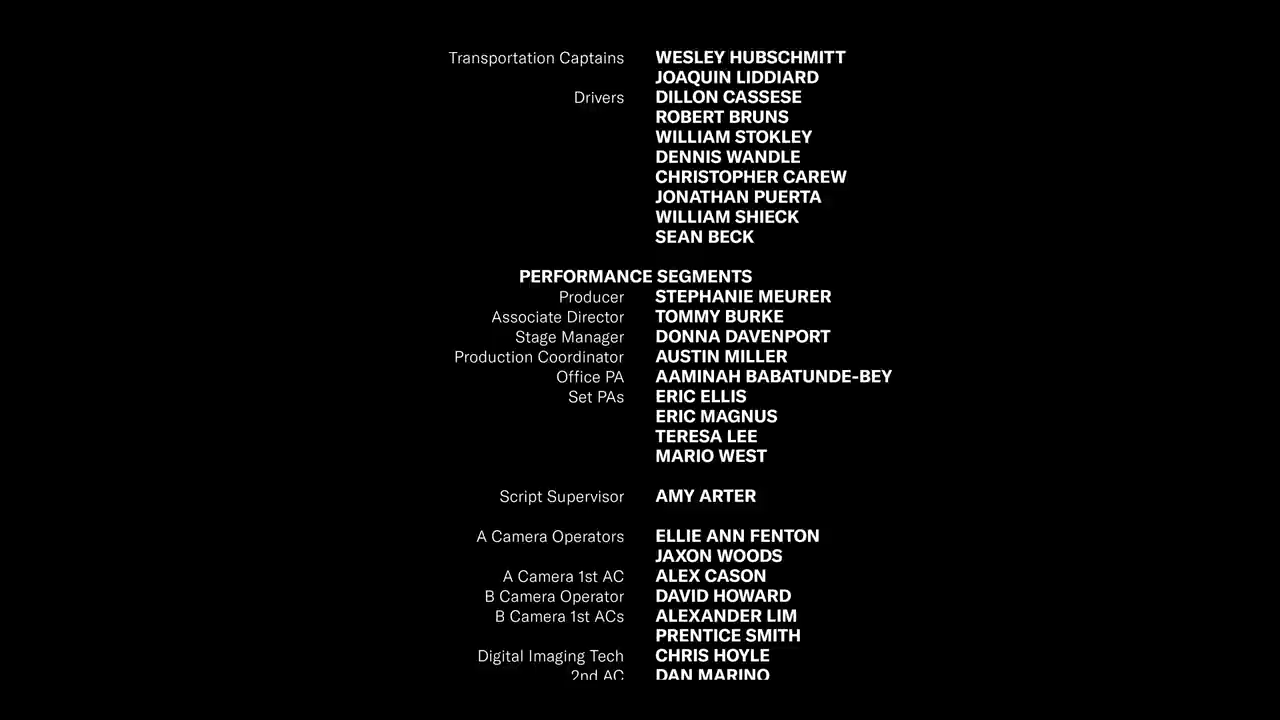 Transportation Captains WESLEY HUBSCHMITT
JOAQUIN LIDDIARD
Drivers DILLON CASSESE
ROBERT BRUNS
WILLIAM STOKLEY
DENNIS WANDLE
CHRISTOPHER CAREW
JONATHAN PUERTA
WILLIAM SHIECK
SEAN BECK
PERFORMANCE SEGMENTS
Producer STEPHANIE MEURER
Associate Director TOMMY BURKE
Stage Manager DONNA DAVENPORT
Production Coordinator AUSTIN MILLER
Office PA AAMINAH BABATUNDE-BEY
Set PAs ERIC ELLIS
ERIC MAGNUS
TERESA LEE
MARIO WEST
Script Supervisor AMY ARTER
A Camera Operators ELLIE ANN FENTON
JAXON WOODS
A Camera 1st AC ALEX CASON
B Camera Operator DAVID HOWARD
B Camera 1st ACs ALEXANDER LIM
PRENTICE SMITH
Digital Imaging Tech CHRIS HOYLE
2nd AC DAN MARINO